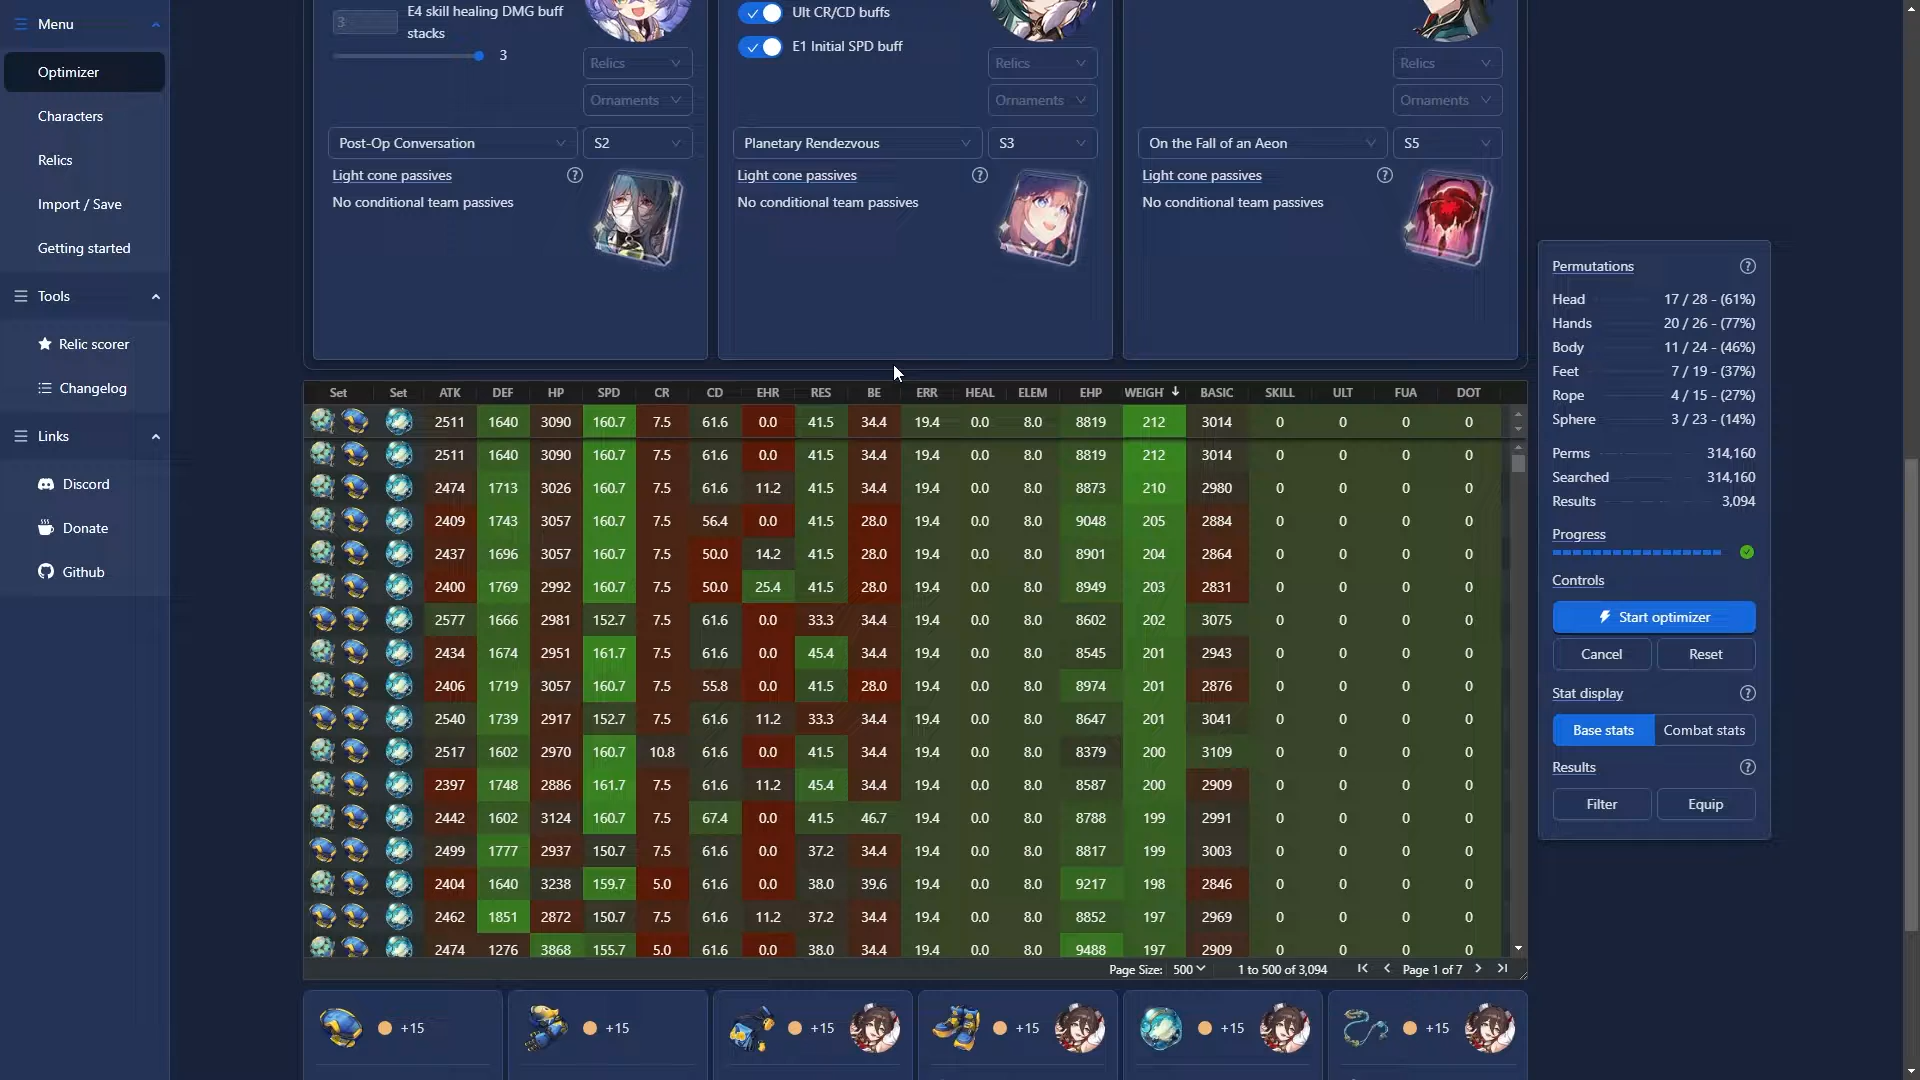 Menu
Optimizer
Characters
Relics
Import / Save
Getting started
Tools
Relic scorer
Changelog
Links
Discord
Donate
Github
3
E4 skill healing DMG buff
stacks
3
Relics
Ornaments
Post-Op Conversation
S2
Light cone passives
No conditional team passives
Ult CR/CD buffs
E1 Initial SPD buff
Relics
Ornaments
Planetary Rendezvous
S3
Light cone passives
No conditional team passives
Relics
Ornaments
On the Fall of an Aeon
S5
Light cone passives
No conditional team passives
Set Set ATK DEF HP SPD CR CD EHR RES BE ERR HEAL ELEM EHP WEIGH BASIC SKILL ULT FUA DOT
2511 1640 3090 160.7 7.5 61.6 0.0 41.5 34.4 19.4 0.0 8.0 8819 212 3014 0 0 0 0
2511 1640 3090 160.7 7.5 61.6 0.0 41.5 34.4 19.4 0.0 8.0 8819 212 3014 0 0 0 0
2474 1713 3026 160.7 7.5 61.6 11.2 41.5 34.4 19.4 0.0 8.0 8873 210 2980 0 0 0 0
2409 1743 3057 160.7 7.5 56.4 0.0 41.5 28.0 19.4 0.0 8.0 9048 205 2884 0 0 0 0
2437 1696 3057 160.7 7.5 50.0 14.2 41.5 28.0 19.4 0.0 8.0 8901 204 2864 0 0 0 0
2400 1769 2992 160.7 7.5 50.0 25.4 41.5 28.0 19.4 0.0 8.0 8949 203 2831 0 0 0 0
2577 1666 2981 152.7 7.5 61.6 0.0 33.3 34.4 19.4 0.0 8.0 8602 202 3075 0 0 0 0
2434 1674 2951 161.7 7.5 61.6 0.0 45.4 34.4 19.4 0.0 8.0 8545 201 2943 0 0 0 0
2406 1719 3057 160.7 7.5 55.8 0.0 41.5 28.0 19.4 0.0 8.0 8974 201 2876 0 0 0 0
2540 1739 2917 152.7 7.5 61.6 11.2 33.3 34.4 19.4 0.0 8.0 8647 201 3041 0 0 0 0
2517 1602 2970 160.7 10.8 61.6 0.0 41.5 34.4 19.4 0.0 8.0 8379 200 3109 0 0 0 0
2397 1748 2886 161.7 7.5 61.6 11.2 45.4 34.4 19.4 0.0 8.0 8587 200 2909 0 0 0 0
2442 1602 3124 160.7 7.5 67.4 0.0 41.5 46.7 19.4 0.0 8.0 8788 199 2991 0 0 0 0
2499 1777 2937 150.7 7.5 61.6 0.0 37.2 34.4 19.4 0.0 8.0 8817 199 3003 0 0 0 0
2404 1640 3238 159.7 5.0 61.6 0.0 38.0 39.6 19.4 0.0 8.0 9217 198 2846 0 0 0 0
2462 1851 2872 150.7 7.5 61.6 11.2 37.2 34.4 19.4 0.0 8.0 8852 197 2969 0 0 0 0
2474 1276 3868 155.7 5.0 61.6 0.0 38.0 34.4 19.4 0.0 8.0 9488 197 2909 0 0 0 0
Page Size: 500 1 to 500 of 3,094 Page 1 of 7
+15 +15 +15 +15 +15 +15
Permutations
Head 17 / 28 - (61%)
Hands 20 / 26 - (77%)
Body 11 / 24 - (46%)
Feet 7 / 19 - (37%)
Rope 4 / 15 - (27%)
Sphere 3 / 23 - (14%)
Perms 314,160
Searched 314,160
Results 3,094
Progress
Controls
Start optimizer
Cancel Reset
Stat display
Base stats Combat stats
Results
Filter Equip